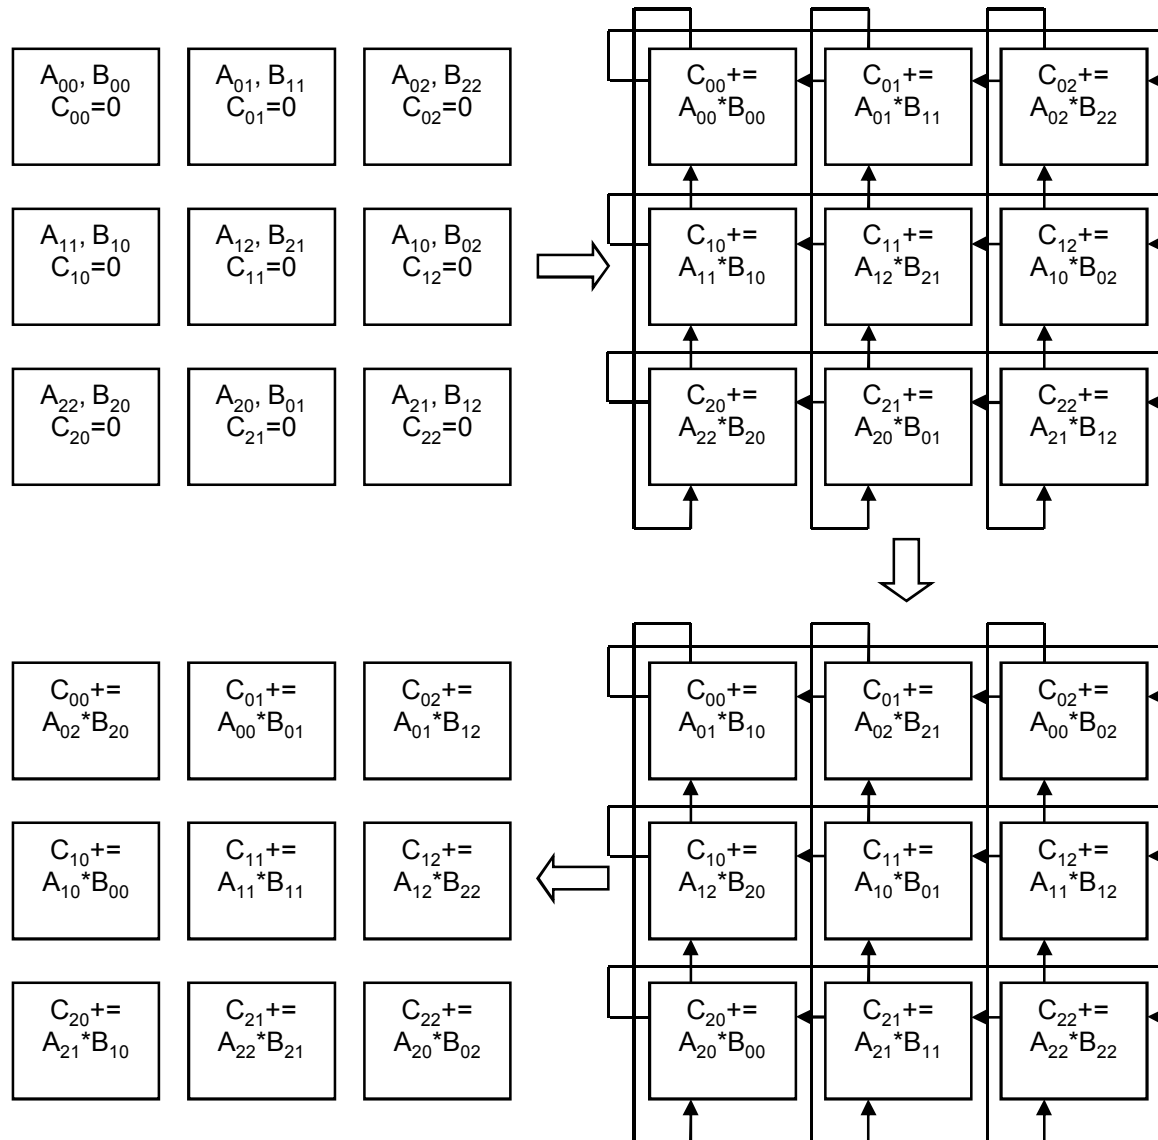 A₀₀, B₀₀
C₀₀=0
A₀₁, B₁₁
C₀₁=0
A₀₂, B₂₂
C₀₂=0
A₁₁, B₁₀
C₁₀=0
A₁₂, B₂₁
C₁₁=0
A₁₀, B₀₂
C₁₂=0
A₂₂, B₂₀
C₂₀=0
A₂₀, B₀₁
C₂₁=0
A₂₁, B₁₂
C₂₂=0
C₀₀+=
A₀₀*B₀₀
C₀₁+=
A₀₁*B₁₁
C₀₂+=
A₀₂*B₂₂
C₁₀+=
A₁₁*B₁₀
C₁₁+=
A₁₂*B₂₁
C₁₂+=
A₁₀*B₀₂
C₂₀+=
A₂₂*B₂₀
C₂₁+=
A₂₀*B₀₁
C₂₂+=
A₂₁*B₁₂
C₀₀+=
A₀₁*B₁₀
C₀₁+=
A₀₂*B₂₁
C₀₂+=
A₀₀*B₀₂
C₁₀+=
A₁₂*B₂₀
C₁₁+=
A₁₀*B₀₁
C₁₂+=
A₁₁*B₁₂
C₂₀+=
A₂₀*B₀₀
C₂₁+=
A₂₁*B₁₁
C₂₂+=
A₂₂*B₂₂
C₀₀+=
A₀₂*B₂₀
C₀₁+=
A₀₀*B₀₁
C₀₂+=
A₀₁*B₁₂
C₁₀+=
A₁₀*B₀₀
C₁₁+=
A₁₁*B₁₁
C₁₂+=
A₁₂*B₂₂
C₂₀+=
A₂₁*B₁₀
C₂₁+=
A₂₂*B₂₁
C₂₂+=
A₂₀*B₀₂